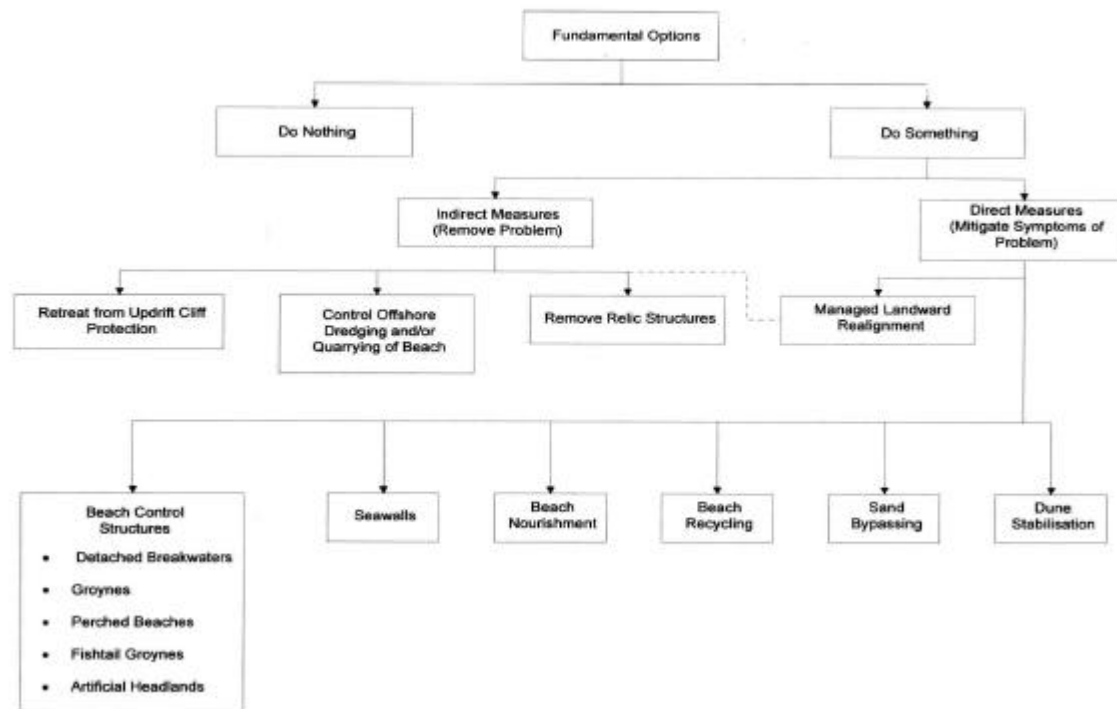 Fundamental Options
Do Nothing
Do Something
Indirect Measures
(Remove Problem)
Direct Measures
(Mitigate Symptoms of
Problem)
Retreat from Updrift Cliff
Protection
Control Offshore
Dredging and/or
Quarrying of Beach
Remove Relic Structures
Managed Landward
Realignment
Beach Control
Structures
• Detached Breakwaters
• Groynes
• Perched Beaches
• Fishtail Groynes
• Artificial Headlands
Seawalls
Beach
Nourishment
Beach
Recycling
Sand
Bypassing
Dune
Stabilisation